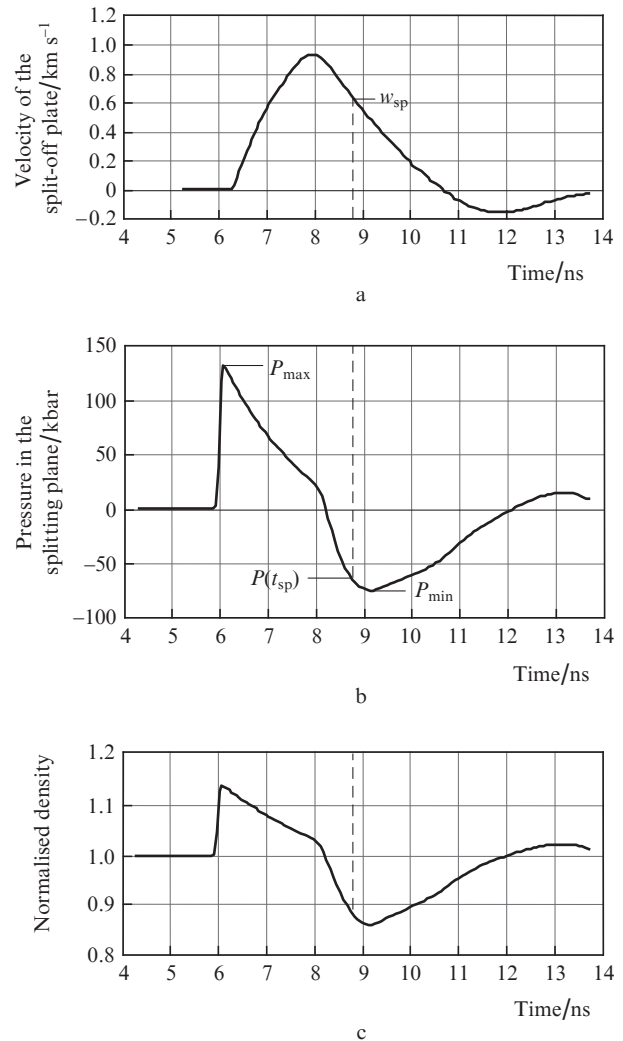 Velocity of the
split-off plate/km s⁻¹
1.2
1.0
0.8
0.6
0.4
0.2
0
−0.2
w_sp
4 5 6 7 8 9 10 11 12 13 14
Time/ns
a
Pressure in the
splitting plane/kbar
150
100
50
0
−50
−100
P_max
P(t_sp)
P_min
4 5 6 7 8 9 10 11 12 13 14
Time/ns
b
Normalised density
1.2
1.1
1.0
0.9
0.8
4 5 6 7 8 9 10 11 12 13 14
Time/ns
c